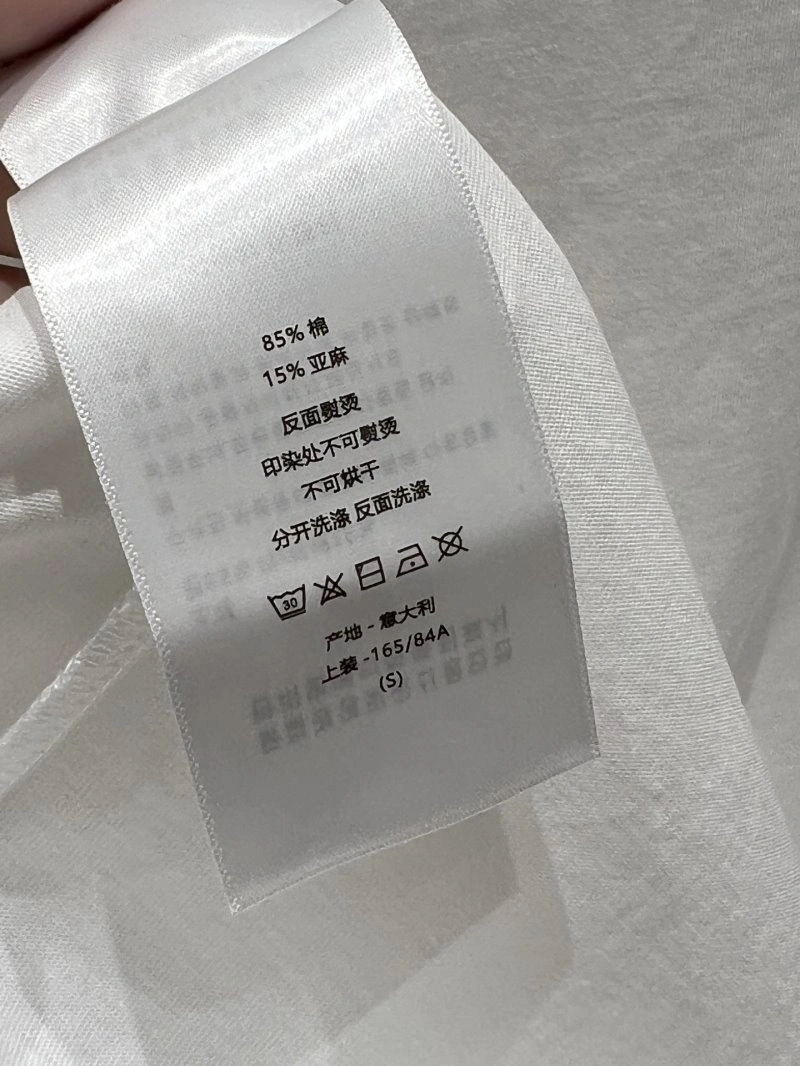 85% 棉
15% 亚麻
反面熨烫
印染处不可熨烫
不可烘干
分开洗涤 反面洗涤
30
产地 - 意大利
上装 -165/84A
(S)